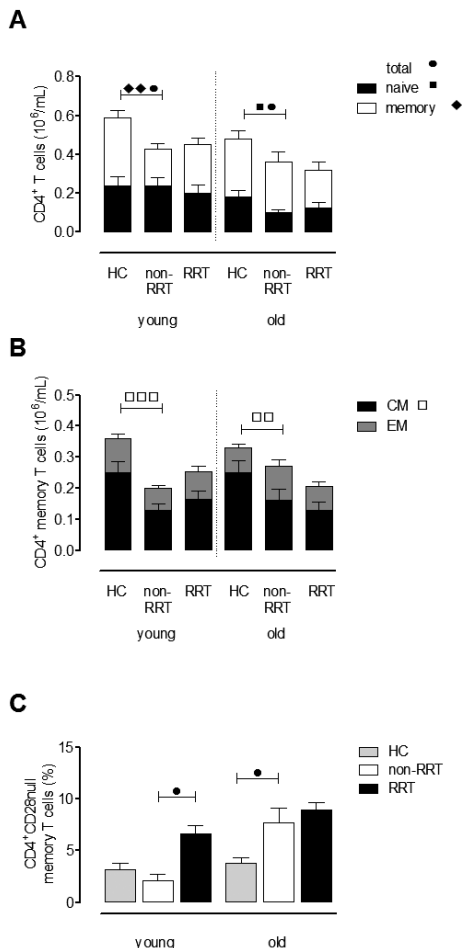 A
total ●
naive ■
memory ◆
CD4⁺ T cells (10⁶/mL)
0.8
0.6
0.4
0.2
0.0
◆◆●
■●
HC non-RRT RRT HC non-RRT RRT
young old
B
CM □
EM
CD4⁺ memory T cells (10⁶/mL)
0.5
0.4
0.3
0.2
0.1
0.0
□□□
□□
HC non-RRT RRT HC non-RRT RRT
young old
C
HC
non-RRT
RRT
CD4⁺CD28null
memory T cells (%)
15
10
5
0
●
●
young old